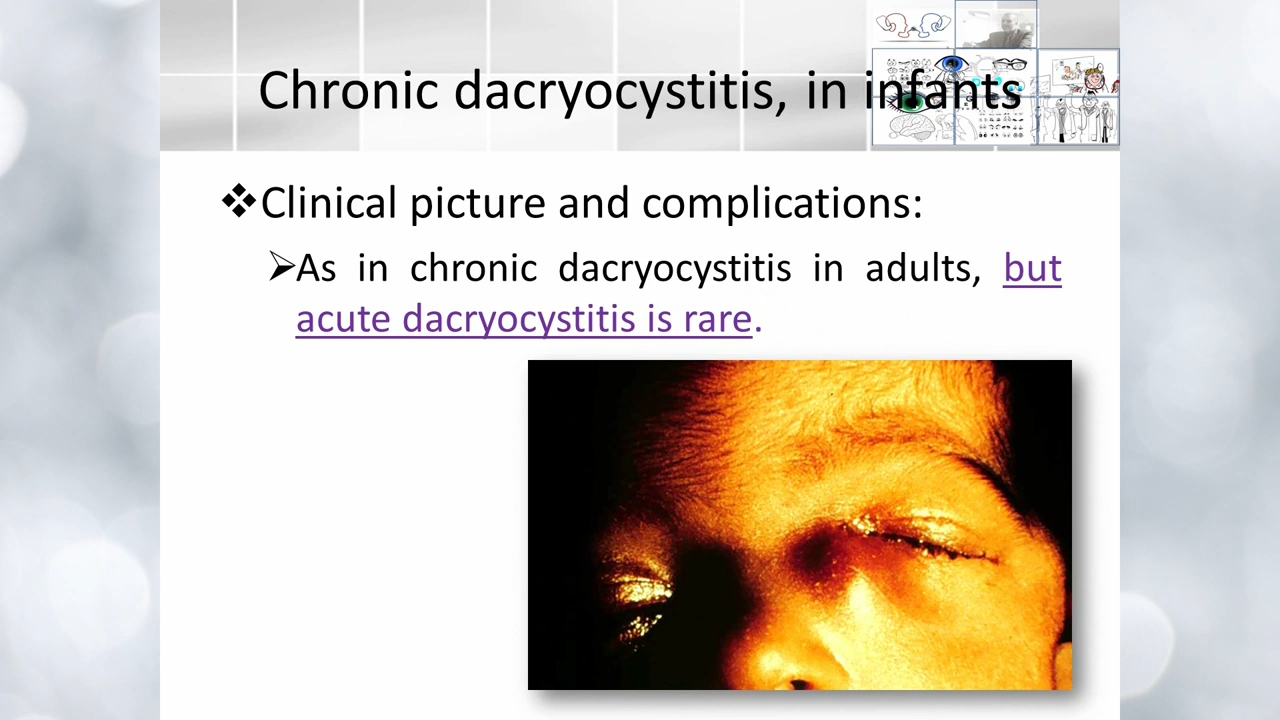 Chronic dacryocystitis, in infants
❖Clinical picture and complications:
➢As in chronic dacryocystitis in adults, but
acute dacryocystitis is rare.